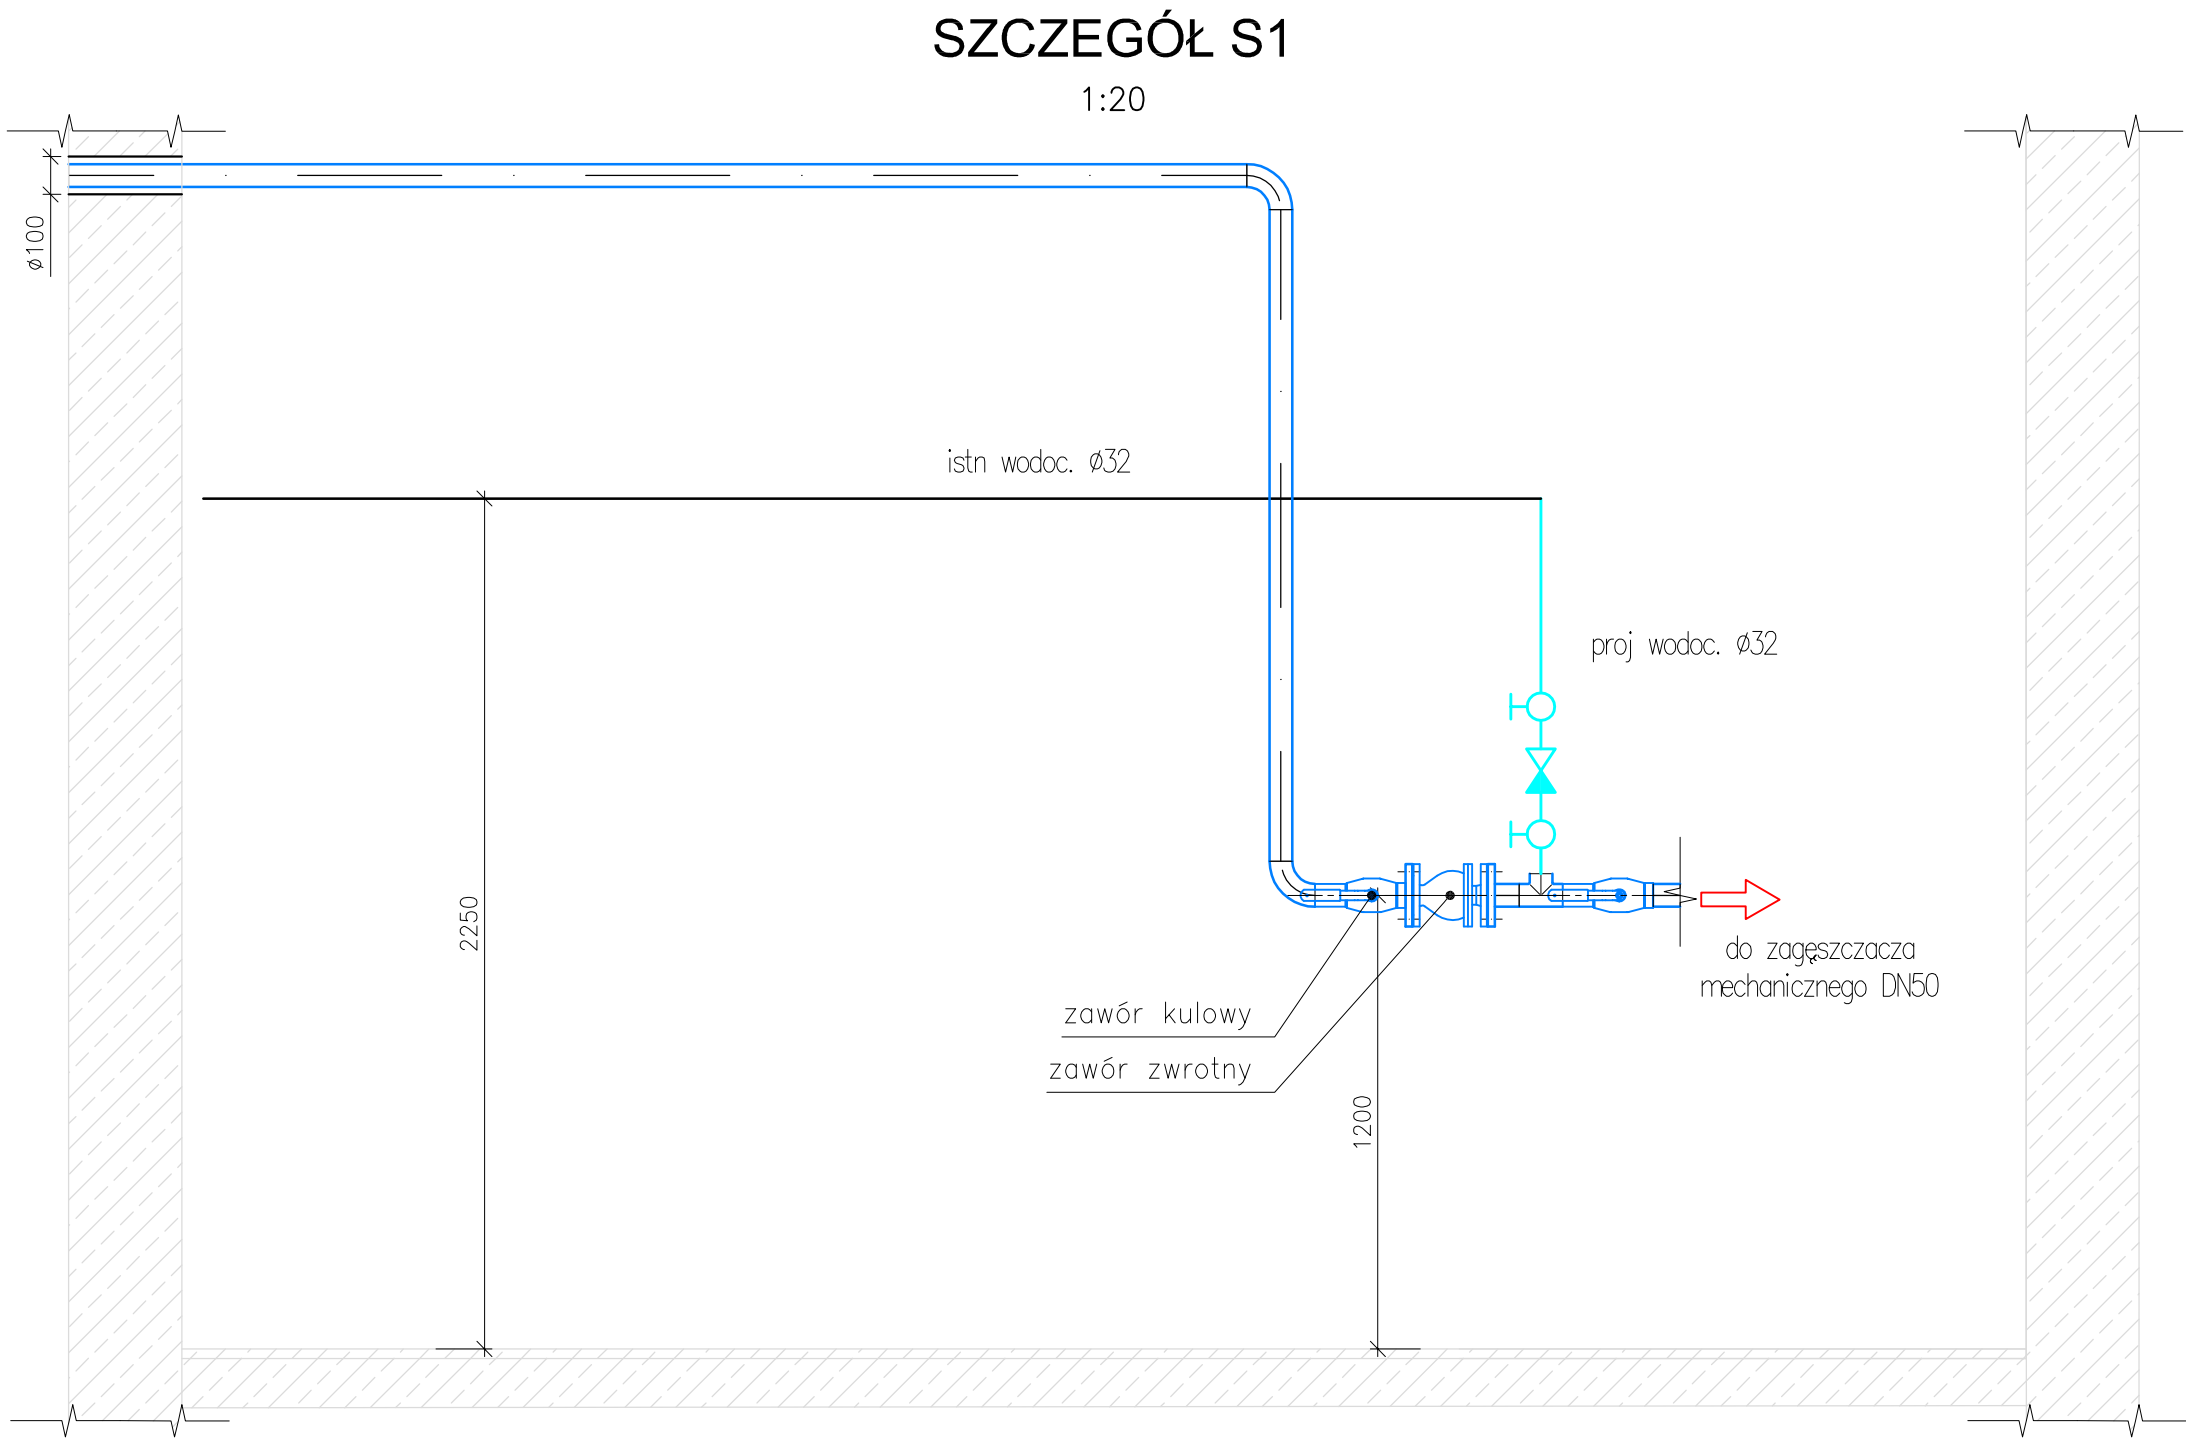 SZCZEGÓŁ S1
1:20
ø100
istn wodoc. ø32
proj wodoc. ø32
2250
do zagęszczacza
mechanicznego DN50
zawór kulowy
zawór zwrotny
1200